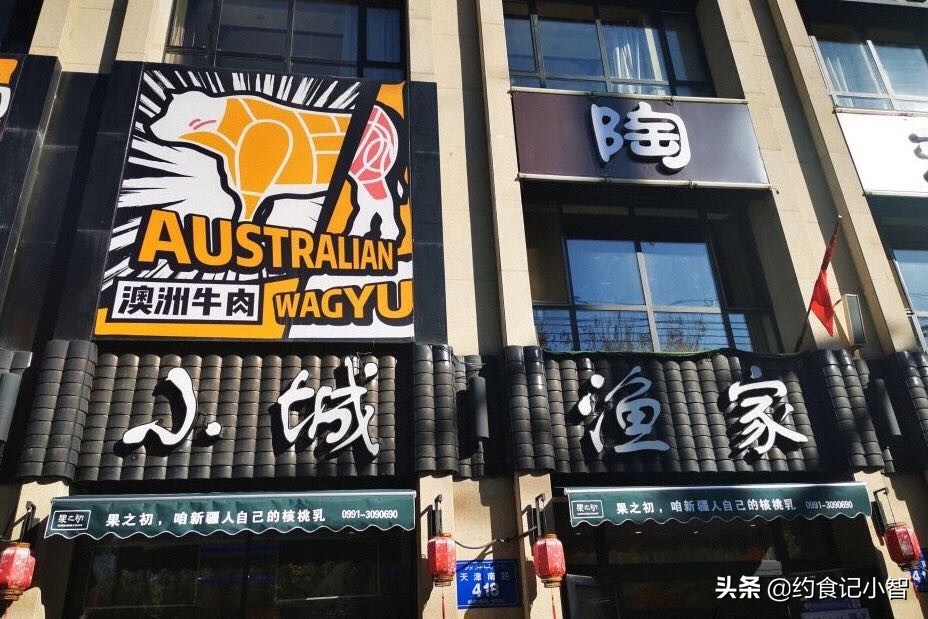 陶
AUSTRALIAN
澳洲牛肉
WAGYU
小城
渔家
果之初
果之初，咱新疆人自己的核桃乳 0991-3090690
果之初
果之初，咱新疆人自己的核桃乳 0991-3090690
天津南路
418
头条 @约食记小智